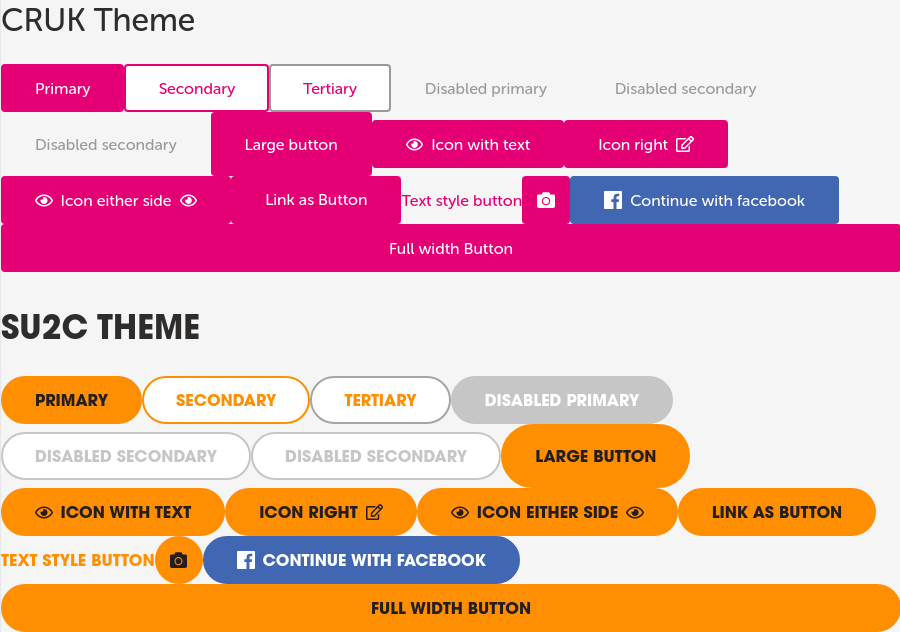 CRUK Theme
Primary Secondary Tertiary Disabled primary Disabled secondary
Disabled secondary Large button Icon with text Icon right
Icon either side Link as Button Text style button Continue with facebook
Full width Button
SU2C THEME
PRIMARY SECONDARY TERTIARY DISABLED PRIMARY
DISABLED SECONDARY DISABLED SECONDARY LARGE BUTTON
ICON WITH TEXT ICON RIGHT ICON EITHER SIDE LINK AS BUTTON
TEXT STYLE BUTTON CONTINUE WITH FACEBOOK
FULL WIDTH BUTTON